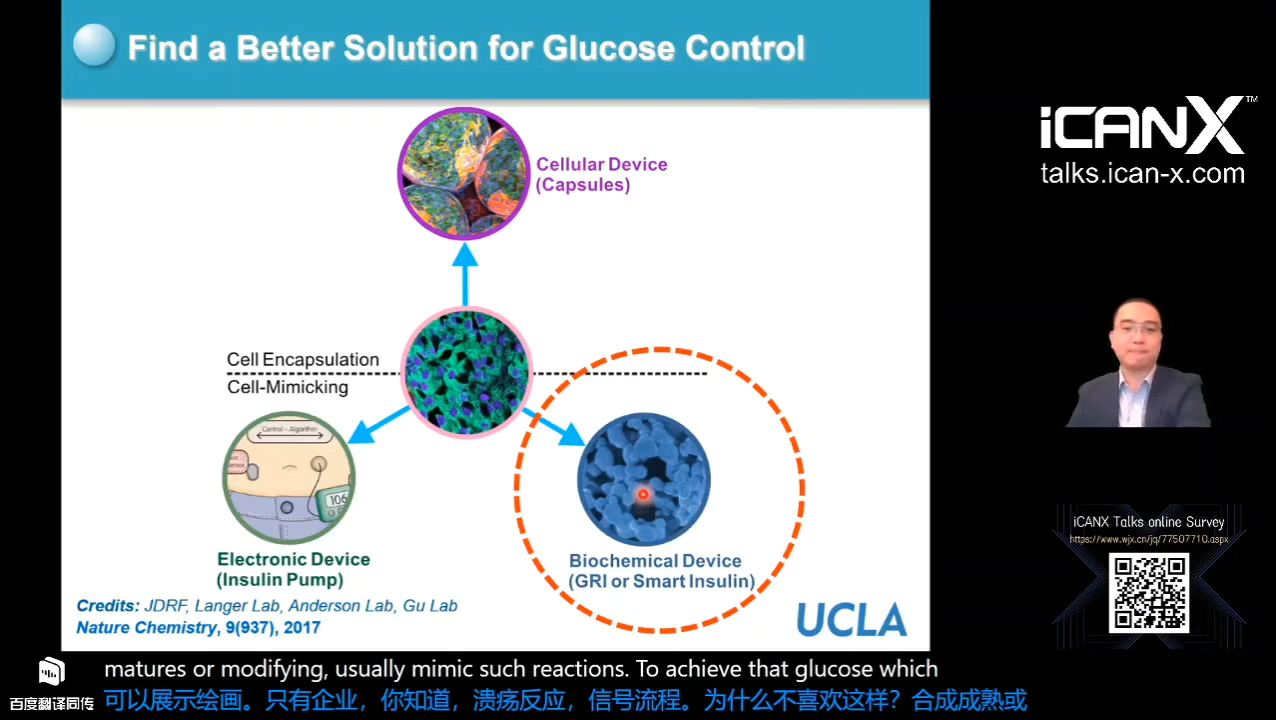 Find a Better Solution for Glucose Control
Cellular Device
(Capsules)
Cell Encapsulation
Cell-Mimicking
Control - Algorithm
106
Electronic Device
(Insulin Pump)
Biochemical Device
(GRI or Smart Insulin)
Credits: JDRF, Langer Lab, Anderson Lab, Gu Lab
Nature Chemistry, 9(937), 2017
UCLA
iCANX™
talks.ican-x.com
iCANX Talks online Survey
https://www.wjx.cn/jq/77507710.aspx
matures or modifying, usually mimic such reactions. To achieve that glucose which
百度翻译同传
可以展示绘画。只有企业，你知道，溃疡反应，信号流程。为什么不喜欢这样？合成成熟或